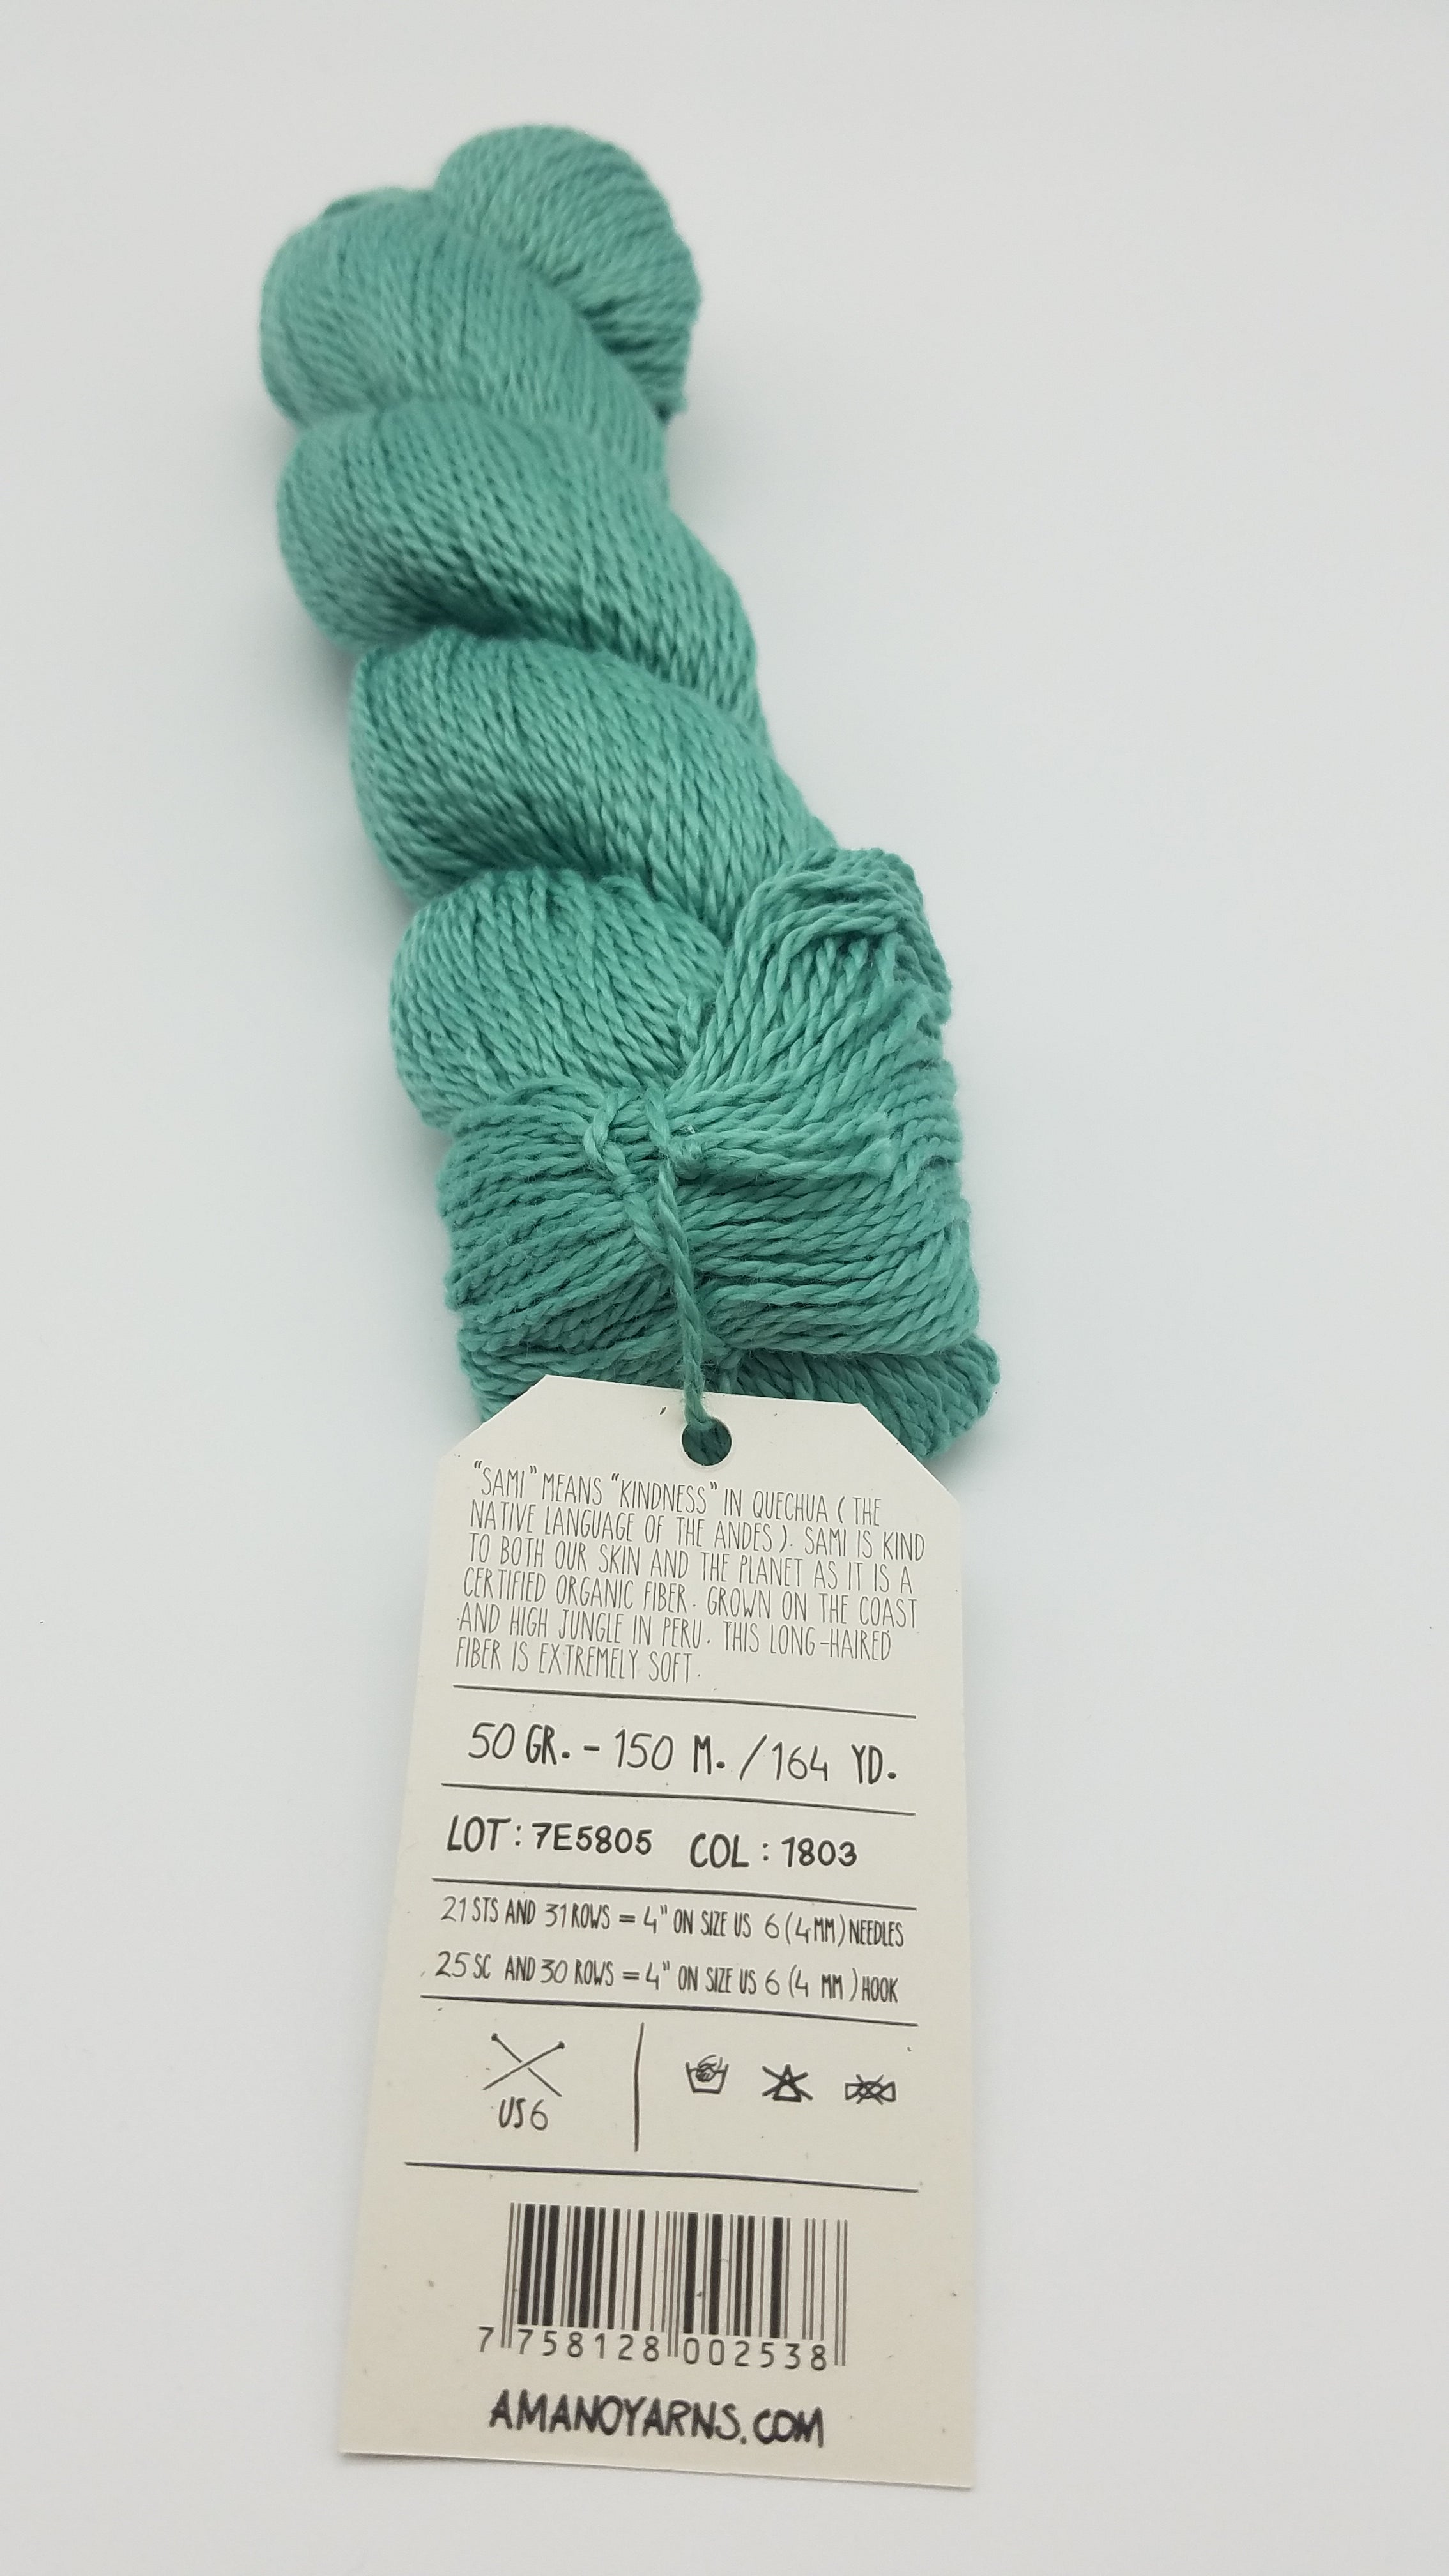 "SAMI" MEANS "KINDNESS" IN QUECHUA ( THE
NATIVE LANGUAGE OF THE ANDES ). SAMI IS KIND
TO BOTH OUR SKIN AND THE PLANET AS IT IS A
CERTIFIED ORGANIC FIBER. GROWN ON THE COAST
AND HIGH JUNGLE IN PERU. THIS LONG-HAIRED
FIBER IS EXTREMELY SOFT.
50 GR. - 150 M. / 164 YD.
LOT: 7E5805 COL: 1803
21 STS AND 31 ROWS = 4" ON SIZE US 6 (4 MM) NEEDLES
25 SC AND 30 ROWS = 4" ON SIZE US 6 (4 MM) HOOK
US 6
7 758128 002538
AMANOYARNS.COM